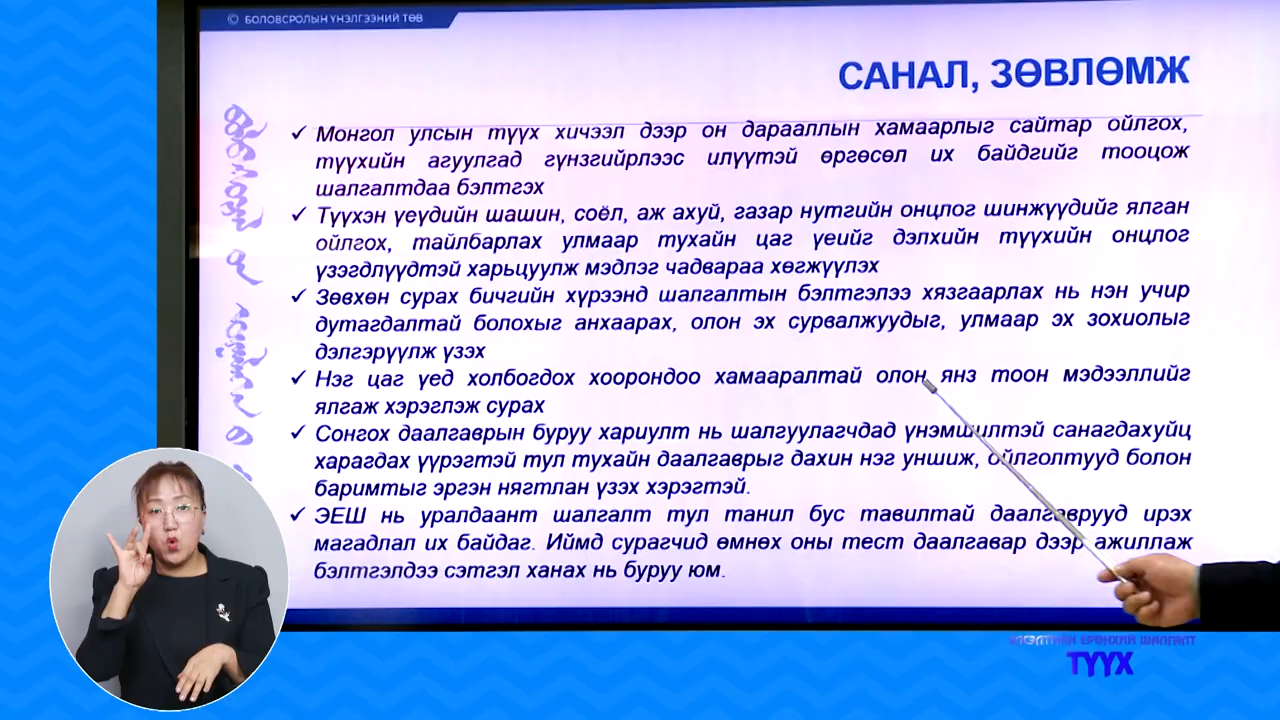 © БОЛОВСРОЛЫН ҮНЭЛГЭЭНИЙ ТӨВ
САНАЛ, ЗӨВЛӨМЖ
✓ Монгол улсын түүх хичээл дээр он дарааллын хамаарлыг сайтар ойлгох,
түүхийн агуулгад гүнзгийрлээс илүүтэй өргөсөл их байдгийг тооцож
шалгалтдаа бэлтгэх
✓ Түүхэн үеүдийн шашин, соёл, аж ахуй, газар нутгийн онцлог шинжүүдийг ялган
ойлгох, тайлбарлах улмаар тухайн цаг үеийг дэлхийн түүхийн онцлог
үзэгдлүүдтэй харьцуулж мэдлэг чадвараа хөгжүүлэх
✓ Зөвхөн сурах бичгийн хүрээнд шалгалтын бэлтгэлээ хязгаарлах нь нэн учир
дутагдалтай болохыг анхаарах, олон эх сурвалжуудыг, улмаар эх зохиолыг
дэлгэрүүлж үзэх
✓ Нэг цаг үед холбогдох хоорондоо хамааралтай олон янз тоон мэдээллийг
ялгаж хэрэглэж сурах
✓ Сонгох даалгаврын буруу хариулт нь шалгуулагчдад үнэмшилтэй санагдахуйц
харагдах үүрэгтэй тул тухайн даалгаврыг дахин нэг уншиж, ойлголтууд болон
баримтыг эргэн нягтлан үзэх хэрэгтэй.
✓ ЭЕШ нь уралдаант шалгалт тул танил бус тавилтай даалгаврууд ирэх
магадлал их байдаг. Иймд сурагчид өмнөх оны тест даалгавар дээр ажиллаж
бэлтгэлдээ сэтгэл ханах нь буруу юм.
ЭЛСЭЛТИЙН ЕРӨНХИЙ ШАЛГАЛТ
ТҮҮХ